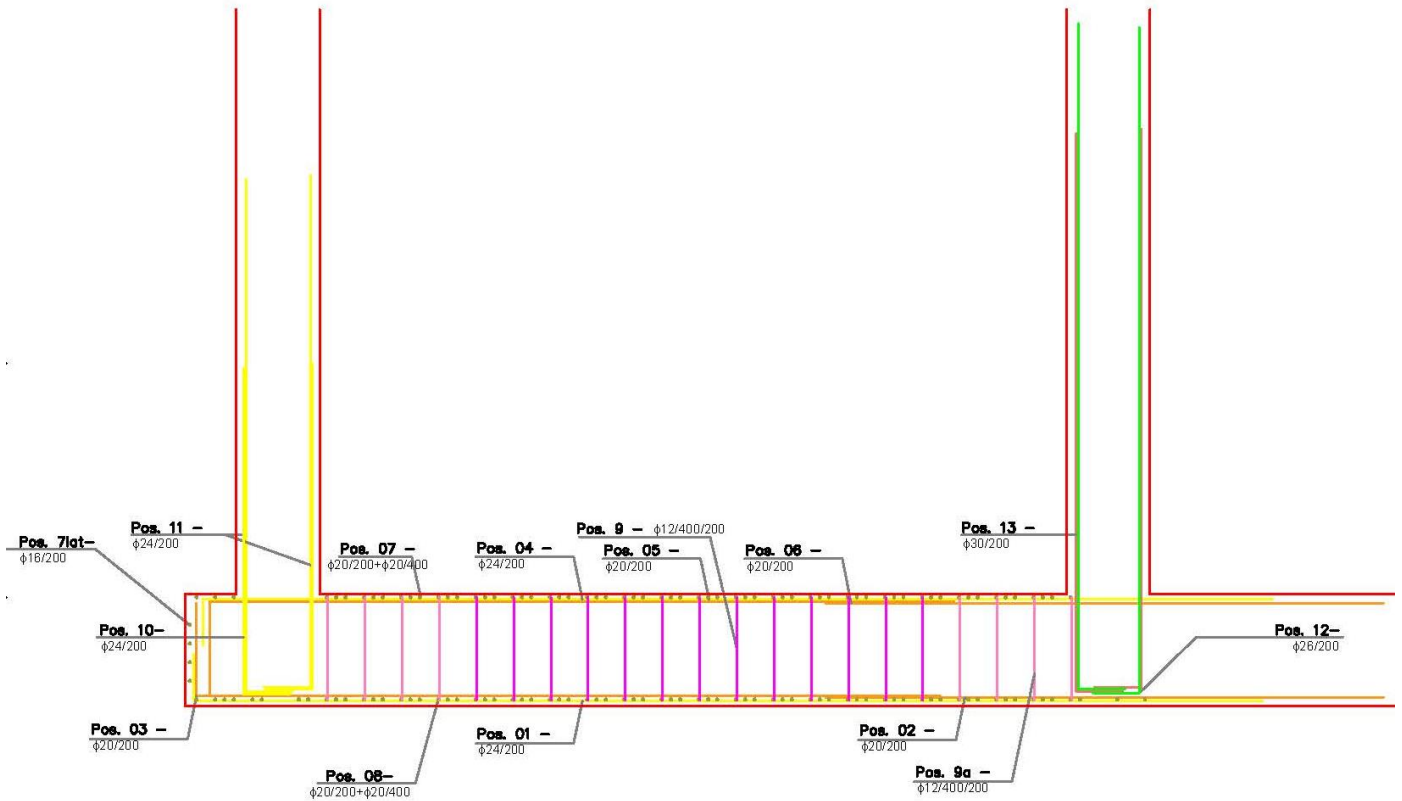 Pos. 11 –
ϕ24/200
Pos. 9 – ϕ12/400/200
Pos. 13 –
ϕ30/200
Pos. 7lat–
ϕ16/200
Pos. 07 –
ϕ20/200+ϕ20/400
Pos. 04 –
ϕ24/200
Pos. 05 –
ϕ20/200
Pos. 06 –
ϕ20/200
Pos. 10–
ϕ24/200
Pos. 12–
ϕ26/200
Pos. 03 –
ϕ20/200
Pos. 01 –
ϕ24/200
Pos. 02 –
ϕ20/200
Pos. 08–
ϕ20/200+ϕ20/400
Pos. 9a –
ϕ12/400/200